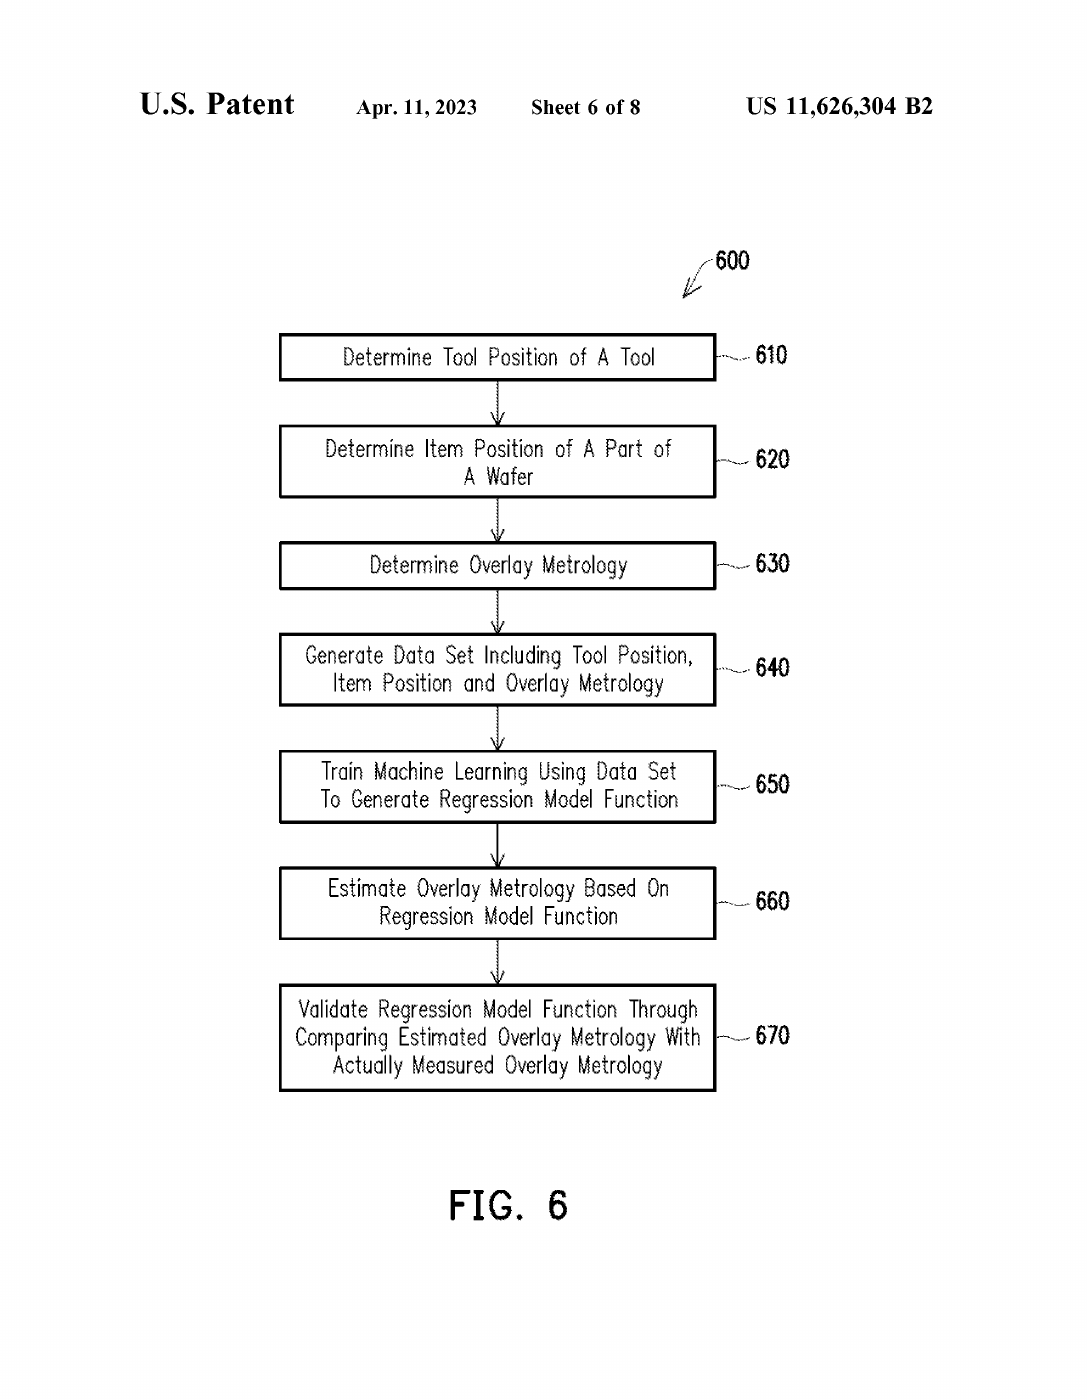 U.S. Patent Apr. 11, 2023 Sheet 6 of 8 US 11,626,304 B2
600
Determine Tool Position of A Tool
610
Determine Item Position of A Part of
A Wafer
620
Determine Overlay Metrology
630
Generate Data Set Including Tool Position,
Item Position and Overlay Metrology
640
Train Machine Learning Using Data Set
To Generate Regression Model Function
650
Estimate Overlay Metrology Based On
Regression Model Function
660
Validate Regression Model Function Through
Comparing Estimated Overlay Metrology With
Actually Measured Overlay Metrology
670
FIG. 6